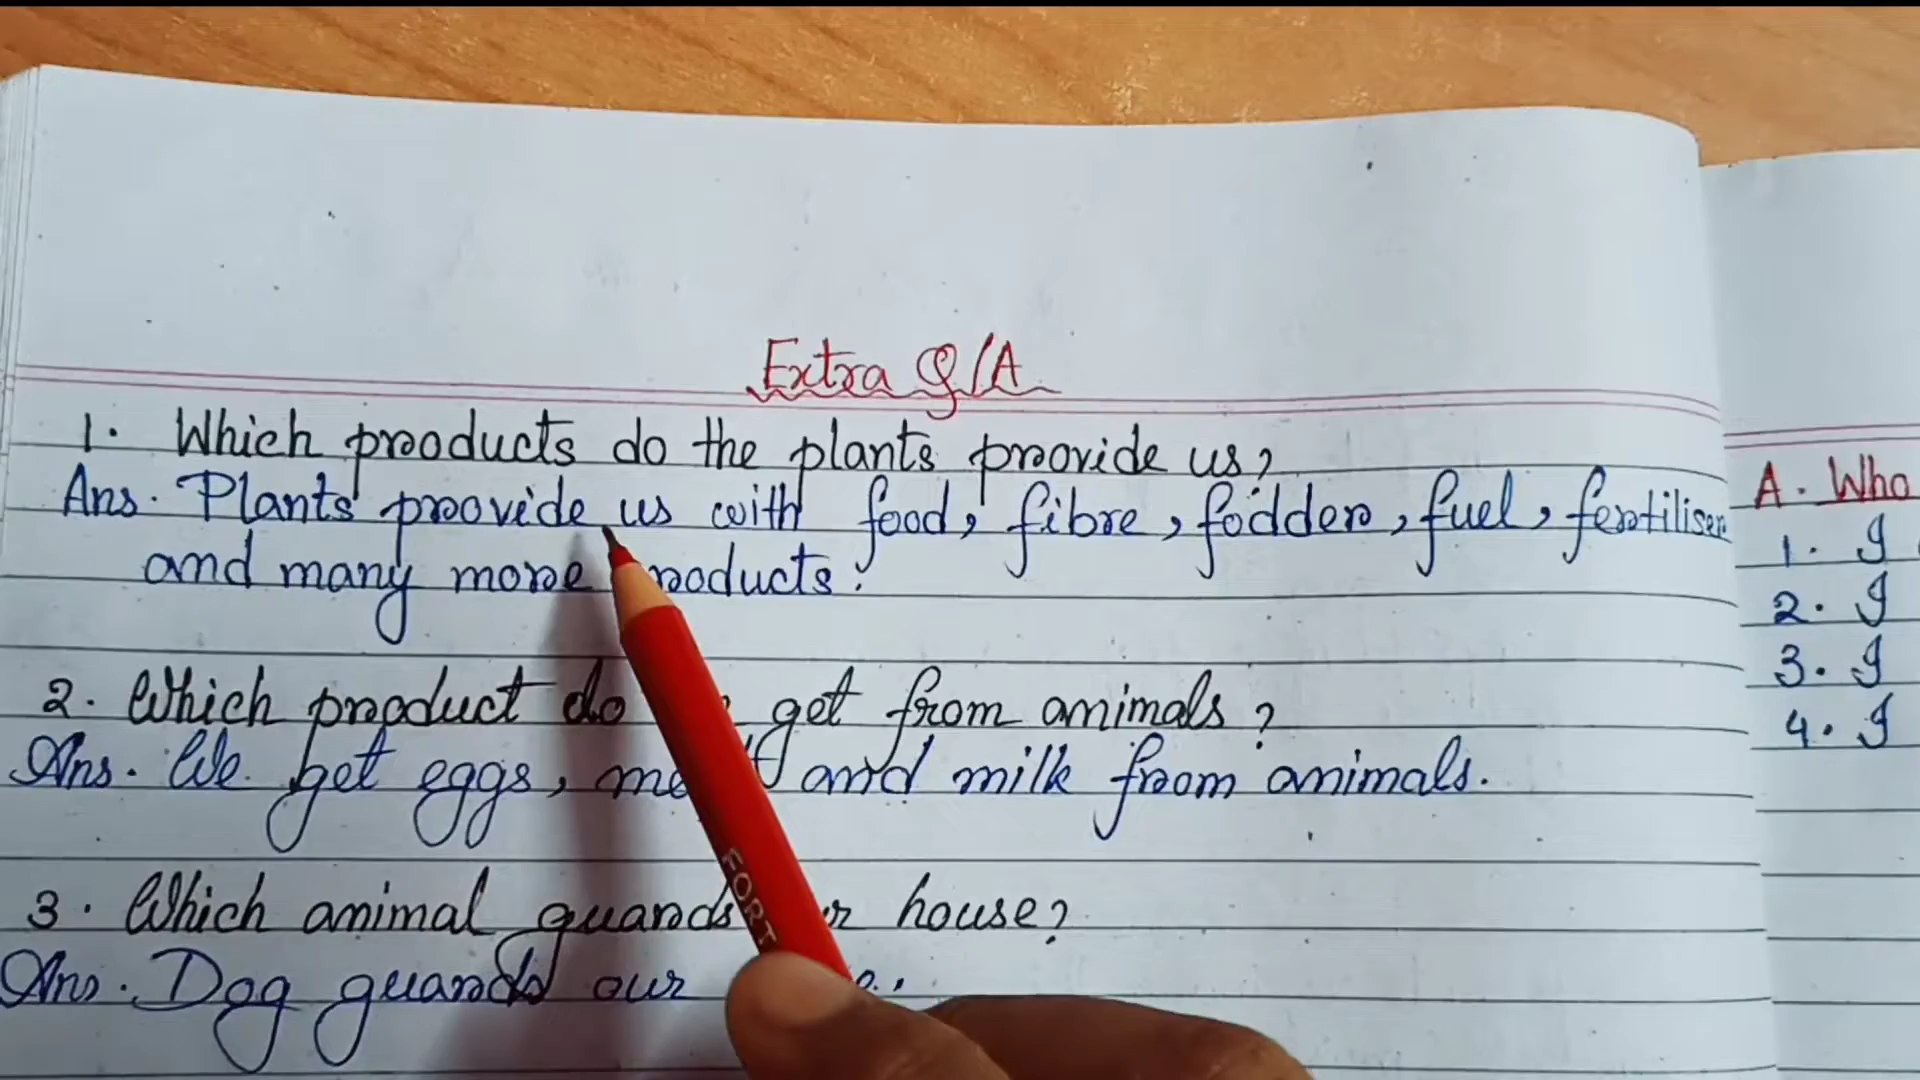 Extra Q/A
1. Which products do the plants provide us?
Ans. Plants provide us with food, fibre, fodder, fuel, fertiliser
and many more products.
2. Which product do get from animals?
Ans. We get eggs, and milk from animals.
3. Which animal guards house?
Ans. Dog guards our
A. Who
1. I
2. I
3. I
4. I
FORT